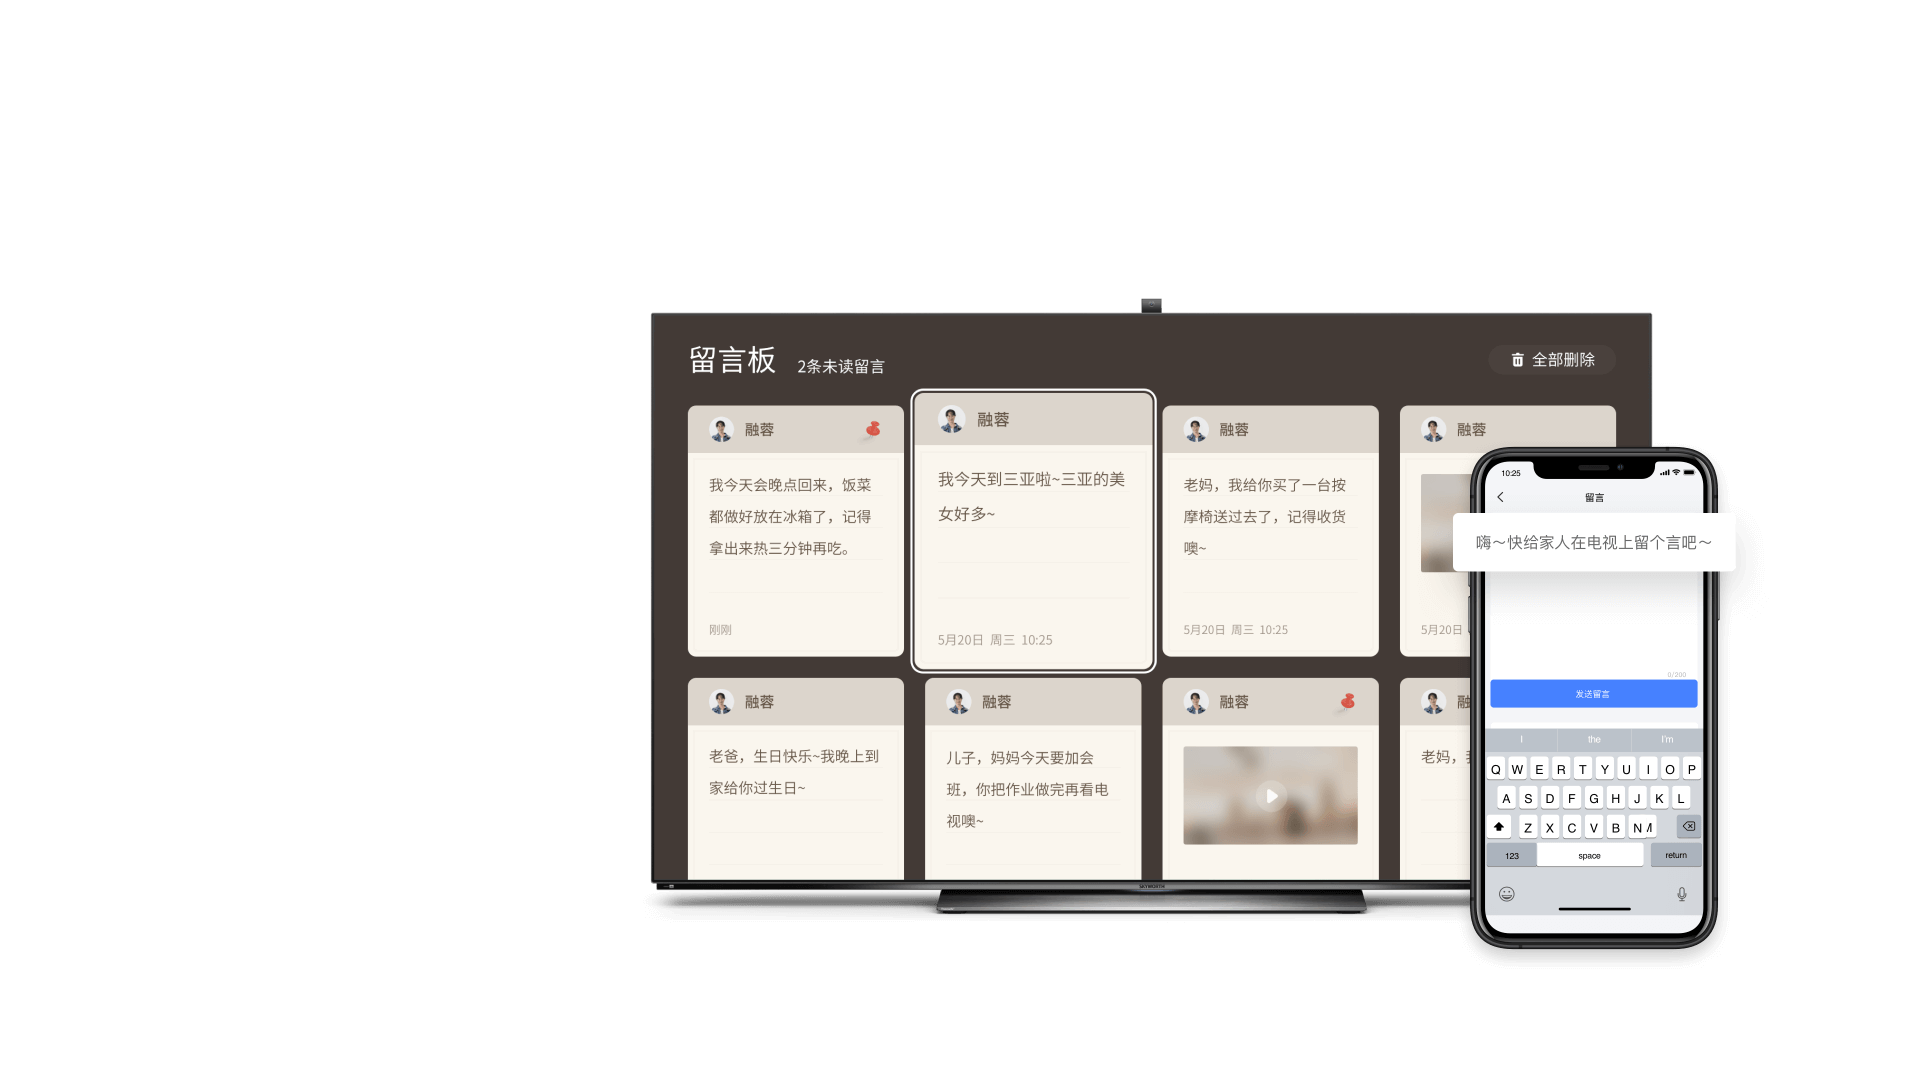 留言板 2条未读留言
全部删除
融蓉
我今天会晚点回来，饭菜
都做好放在冰箱了，记得
拿出来热三分钟再吃。
刚刚
融蓉
我今天到三亚啦~三亚的美
女好多~
5月20日 周三 10:25
融蓉
老妈，我给你买了一台按
摩椅送过去了，记得收货
噢~
5月20日 周三 10:25
融蓉
5月20日
融蓉
老爸，生日快乐~我晚上到
家给你过生日~
融蓉
儿子，妈妈今天要加会
班，你把作业做完再看电
视噢~
融蓉
老妈，
SKYWORTH
10:25
留言
嗨～快给家人在电视上留个言吧～
0/200
发送留言
I the I'm
Q W E R T Y U I O P
A S D F G H J K L
Z X C V B N
123 space return